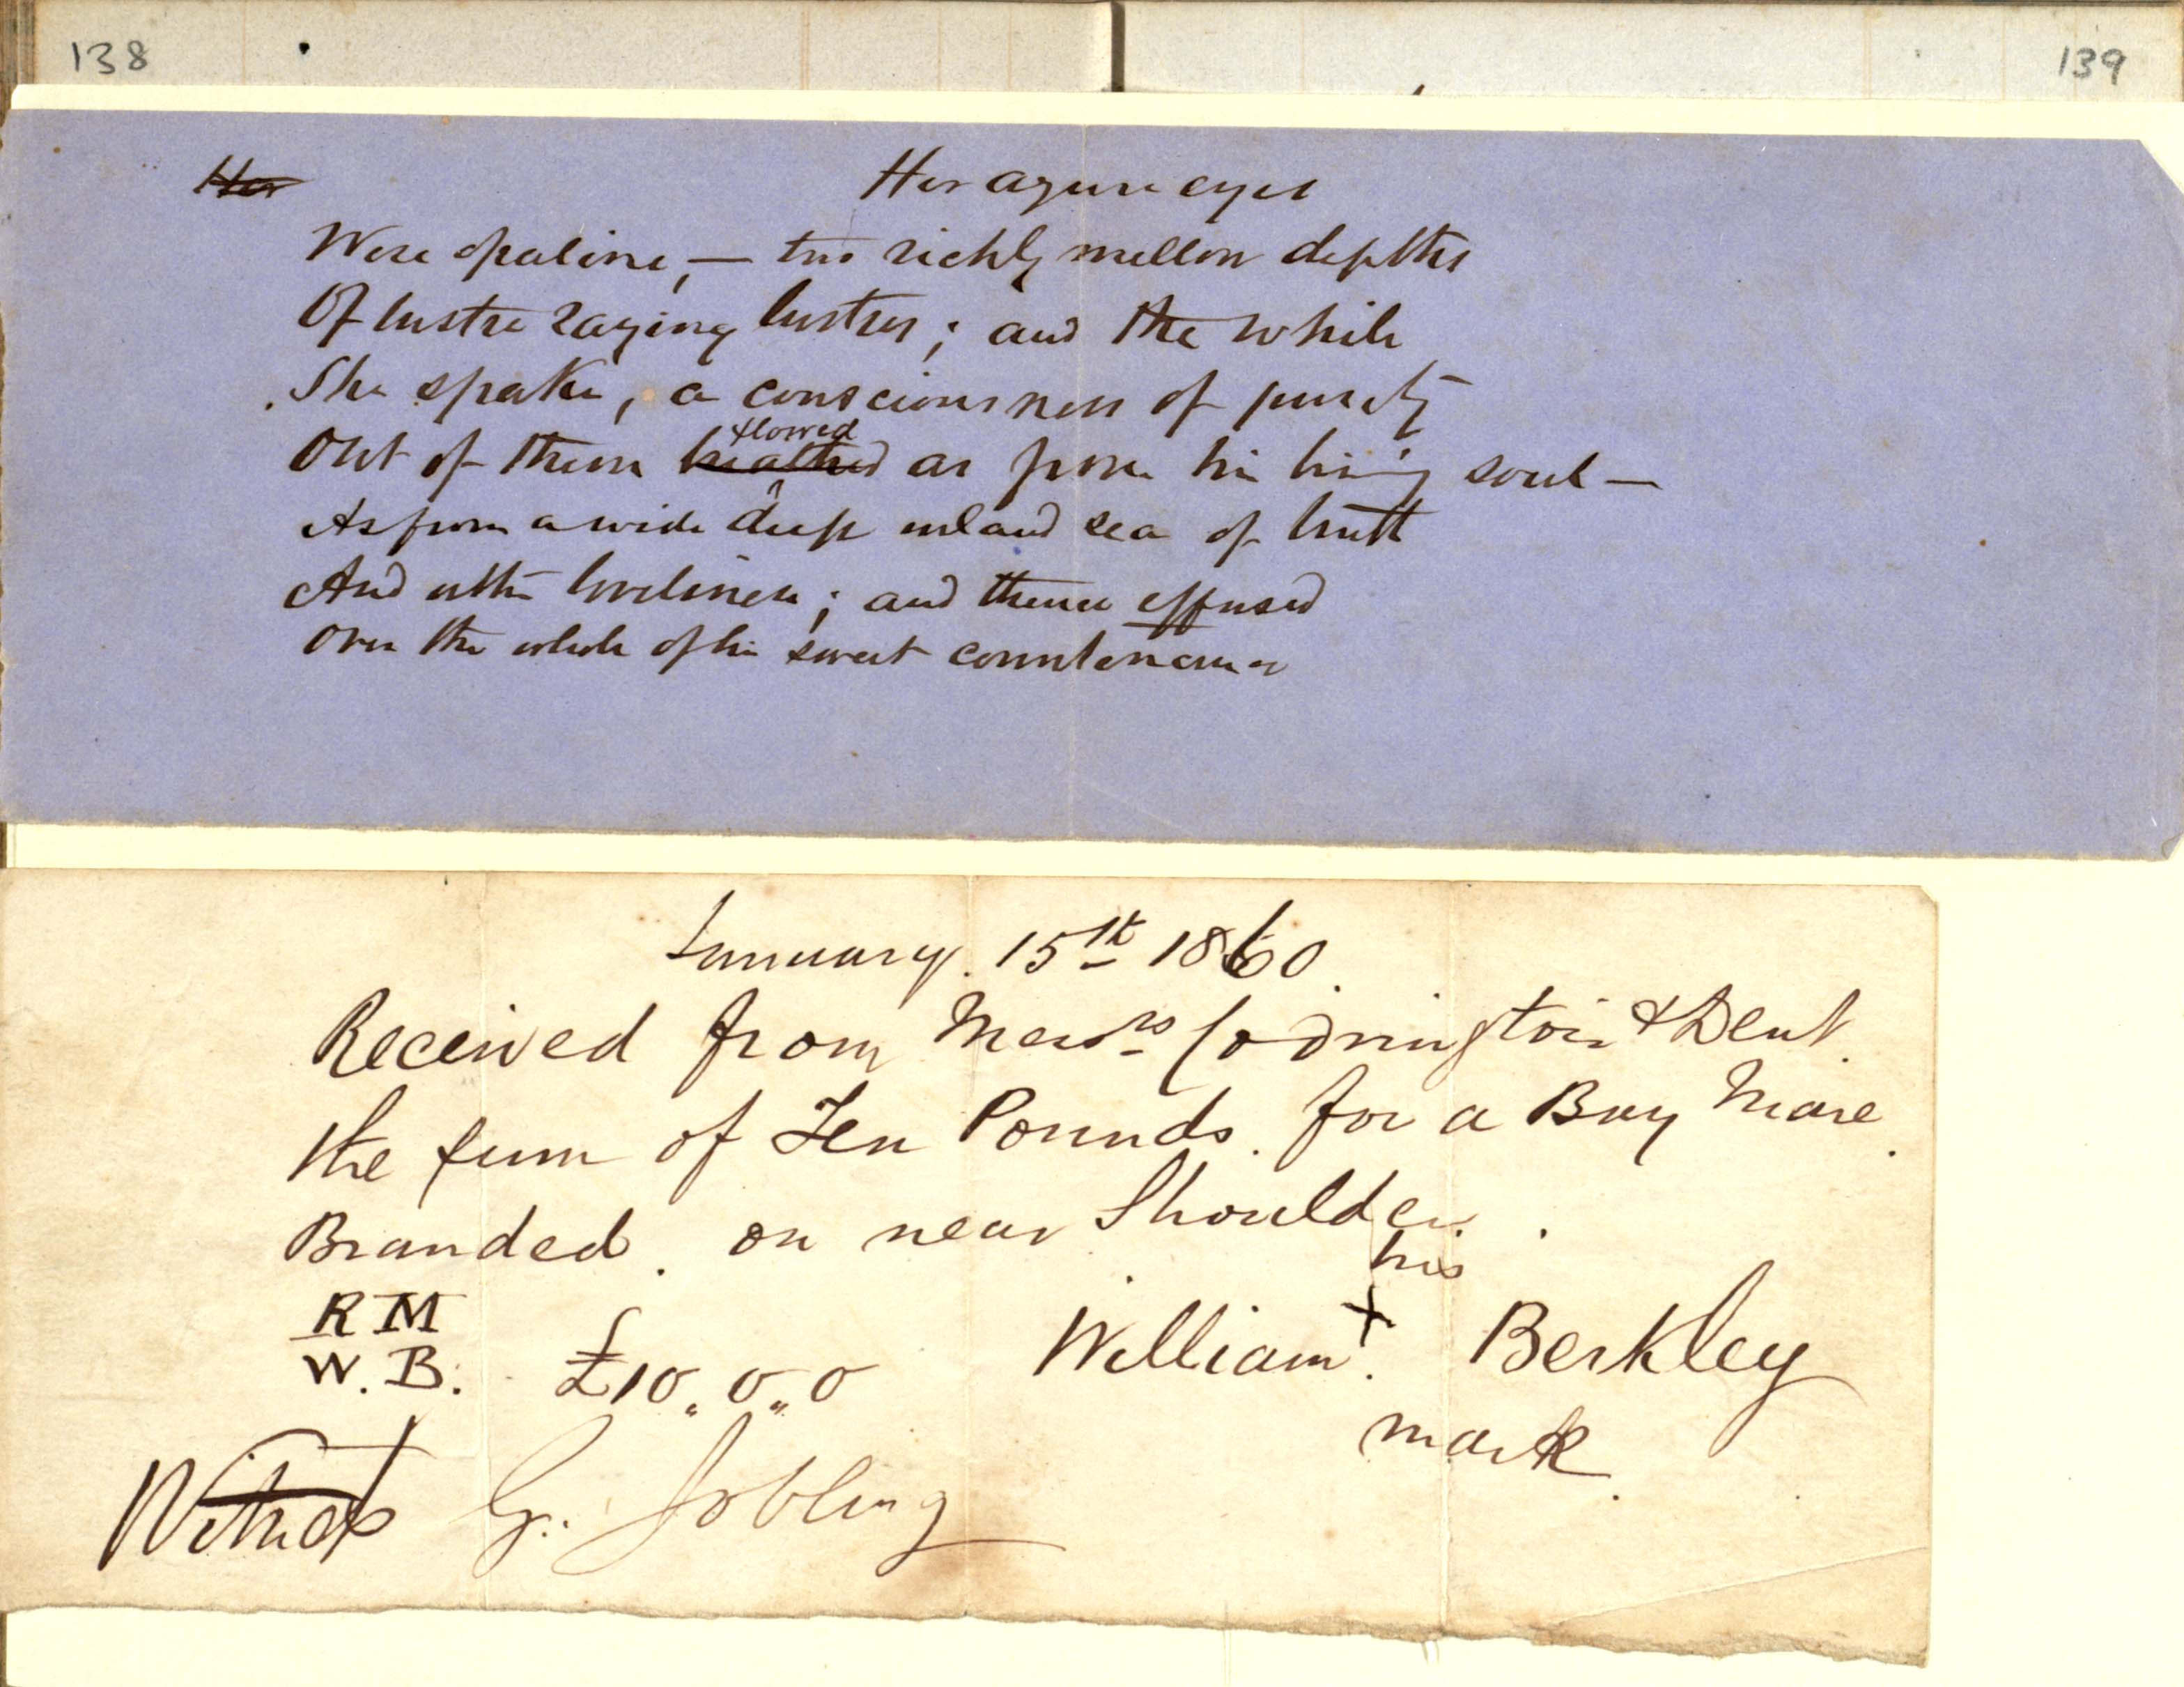 138
139
Her
Her azure eyes
Were opaline, — two richly mellow depths
Of lustre raying lustres; and the while
She spake, a consciousness of purity
flowed
Out of them breathed as from her living soul —
As from a wide deep inland sea of truth
And utter loveliness; and thence effused
Over the whole of her sweet countenance
January. 15th 1860.
Received from Messrs Codrington & Dent.
the sum of Ten Pounds. for a Bay Mare.
Branded. on near Shoulder.
his
RM
W. B. £10,,0,,0 William X Berkley
mark.
Witness G. Jobling